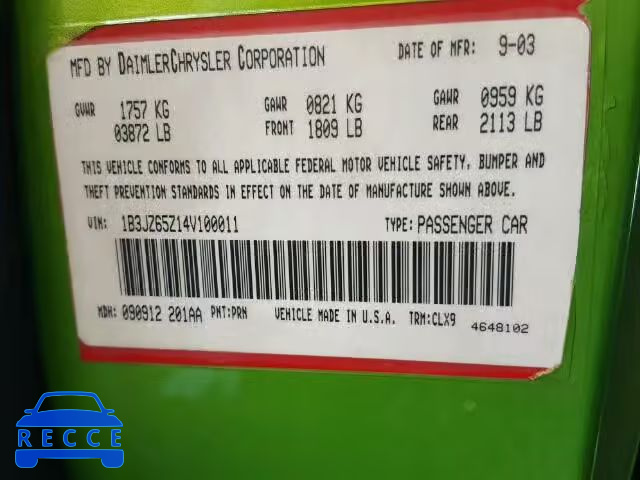 MFD BY DAIMLERCHRYSLER CORPORATION DATE OF MFR: 9-03
GVWR 1757 KG GAWR 0821 KG GAWR 0959 KG
03872 LB FRONT 1809 LB REAR 2113 LB
THIS VEHICLE CONFORMS TO ALL APPLICABLE FEDERAL MOTOR VEHICLE SAFETY, BUMPER AND
THEFT PREVENTION STANDARDS IN EFFECT ON THE DATE OF MANUFACTURE SHOWN ABOVE.
VIN: 1B3JZ65Z14V100011 TYPE: PASSENGER CAR
MDH: 090912 201AA PNT:PRN VEHICLE MADE IN U.S.A. TRM:CLX9 4648102
RECCE